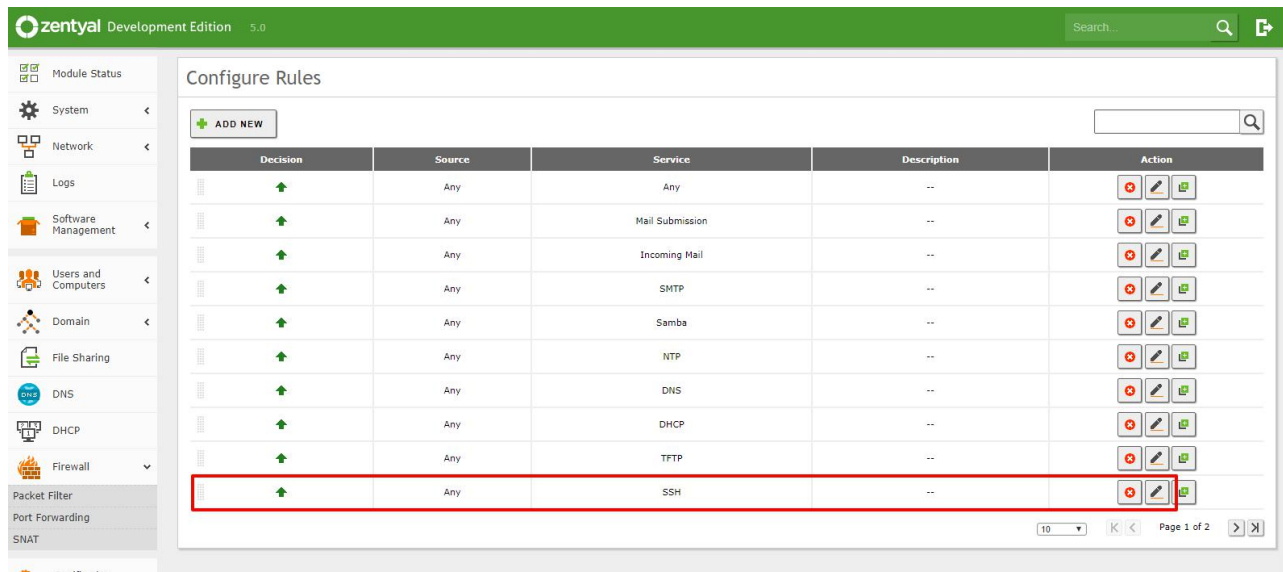 zentyal Development Edition 5.0
Search...
Module Status
System
Network
Logs
Software
Management
Users and
Computers
Domain
File Sharing
DNS
DNS
DHCP
Firewall
Packet Filter
Port Forwarding
SNAT
Configure Rules
ADD NEW
Decision Source Service Description Action
Any Any --
Any Mail Submission --
Any Incoming Mail --
Any SMTP --
Any Samba --
Any NTP --
Any DNS --
Any DHCP --
Any TFTP --
Any SSH --
10 Page 1 of 2